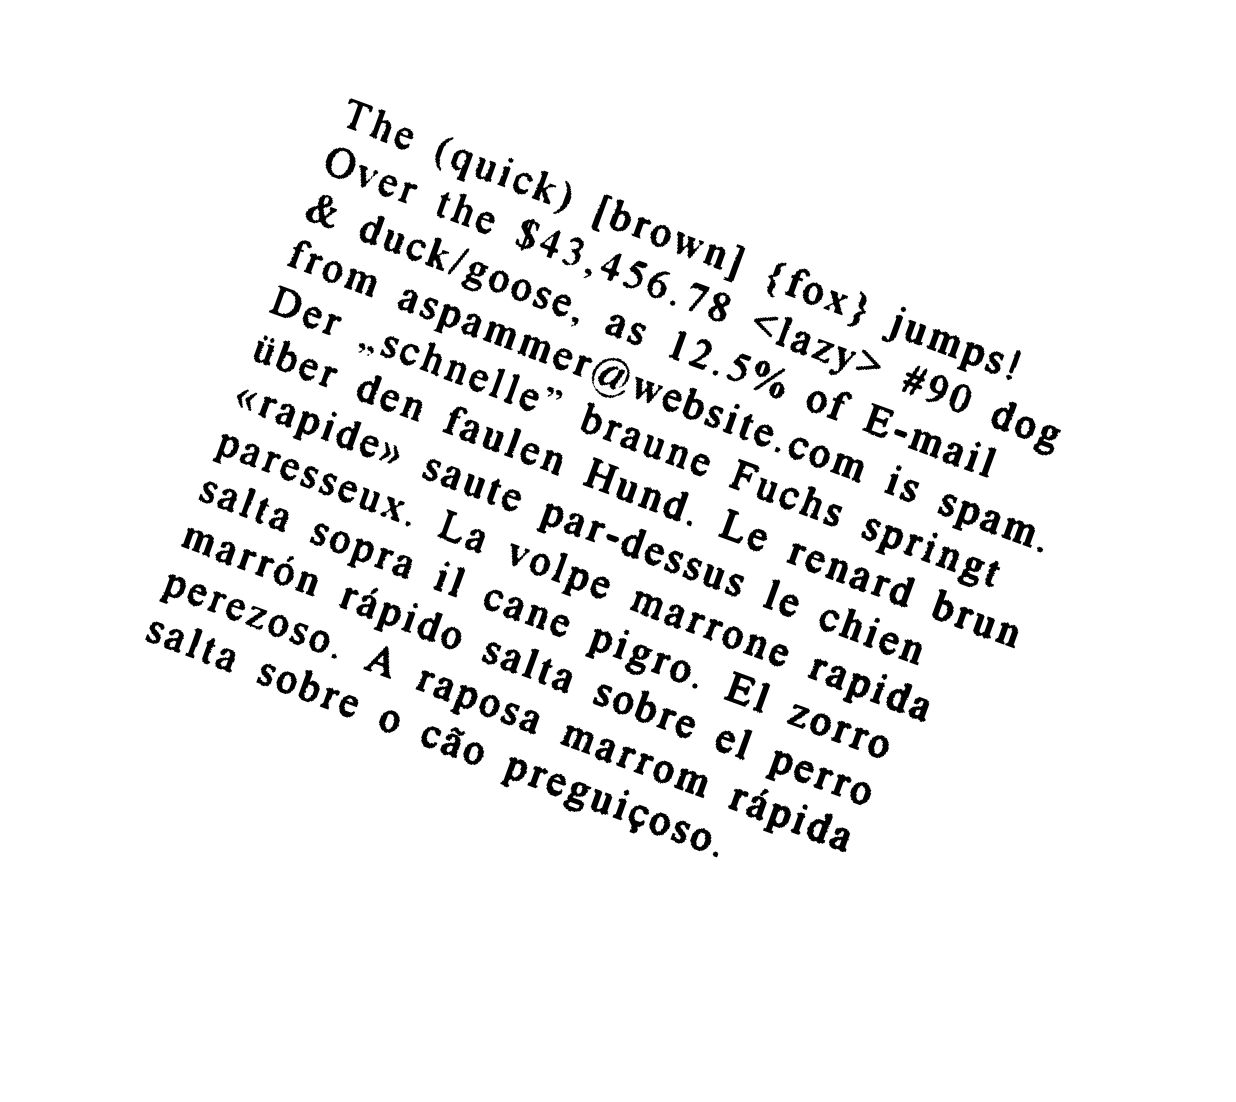 The (quick) [brown] {fox} jumps!
Over the $43,456.78 <lazy> #90 dog
& duck/goose, as 12.5% of E-mail
from aspammer@website.com is spam.
Der „schnelle” braune Fuchs springt
über den faulen Hund. Le renard brun
«rapide» saute par-dessus le chien
paresseux. La volpe marrone rapida
salta sopra il cane pigro. El zorro
marrón rápido salta sobre el perro
perezoso. A raposa marrom rápida
salta sobre o cão preguiçoso.